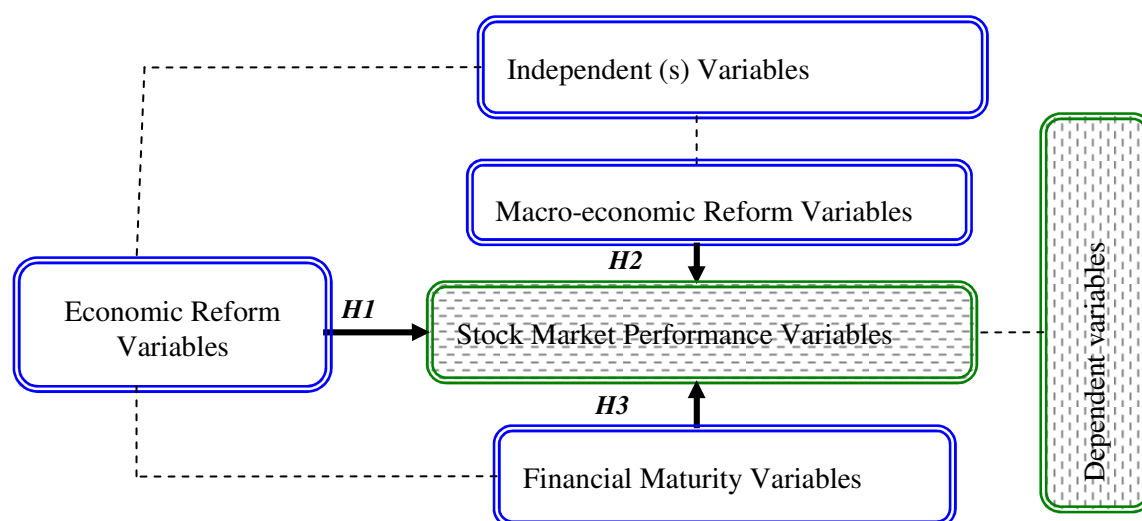 Independent (s) Variables
Macro-economic Reform Variables
H2
Economic Reform
Variables
H1
Stock Market Performance Variables
H3
Financial Maturity Variables
Dependent variables